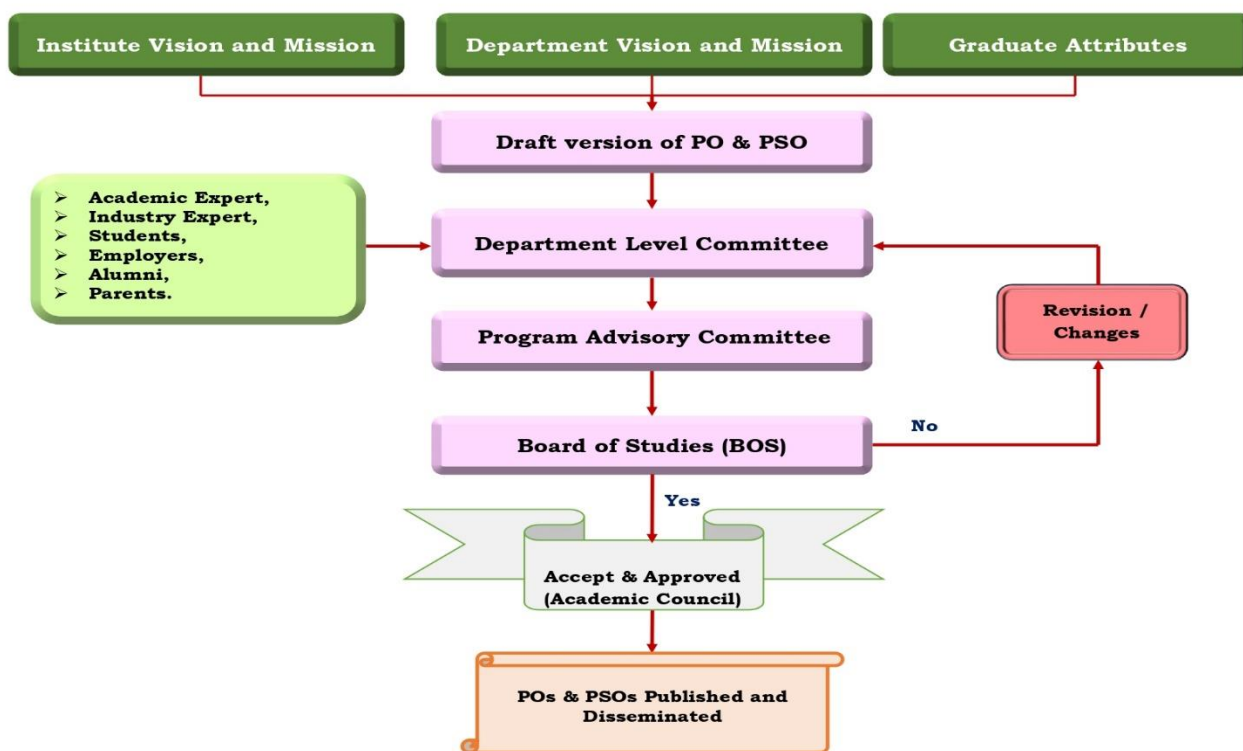 Institute Vision and Mission
Department Vision and Mission
Graduate Attributes
Draft version of PO & PSO
➢ Academic Expert,
➢ Industry Expert,
➢ Students,
➢ Employers,
➢ Alumni,
➢ Parents.
Department Level Committee
Revision /
Changes
Program Advisory Committee
Board of Studies (BOS)
No
Yes
Accept & Approved
(Academic Council)
POs & PSOs Published and
Disseminated